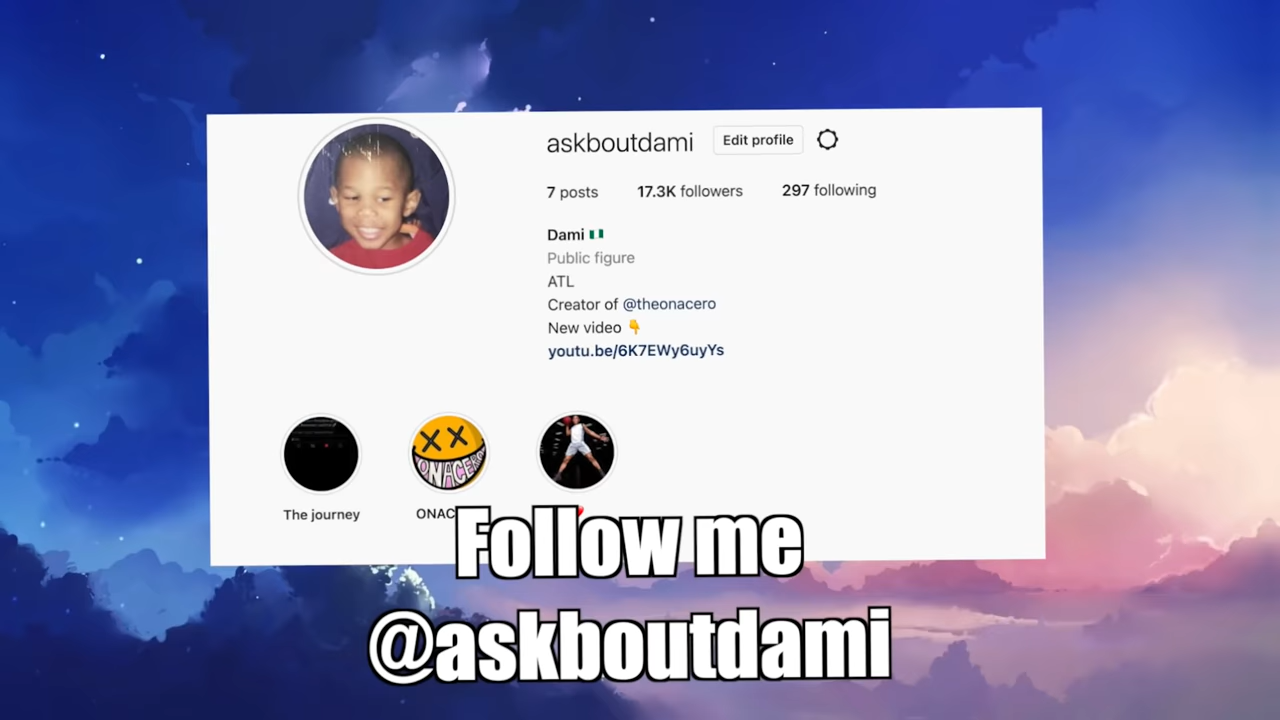 askboutdami Edit profile
7 posts 17.3K followers 297 following
Dami
Public figure
ATL
Creator of @theonacero
New video
youtu.be/6K7EWy6uyYs
ONACERO
The journey ONAC
Follow me
@askboutdami